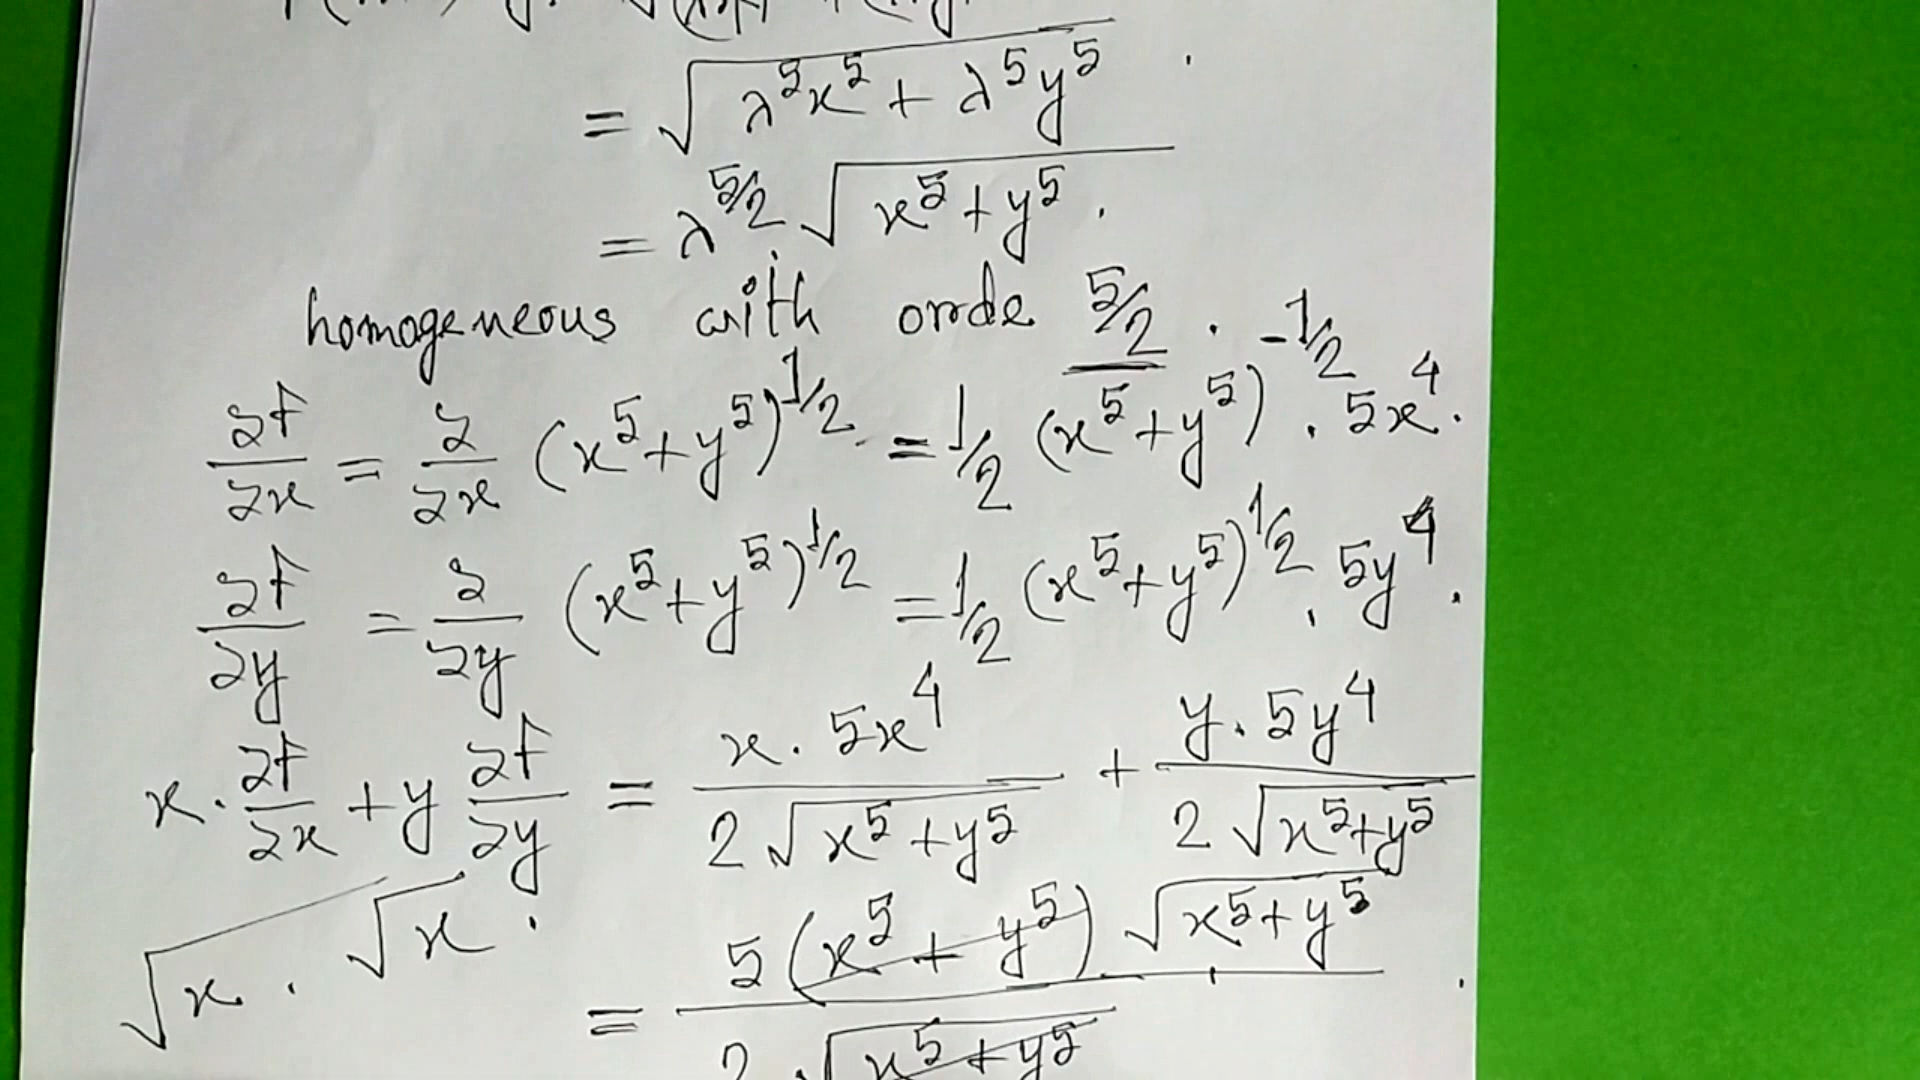 = √(λ⁵x⁵ + λ⁵y⁵) .
= λ^5/2 √(x⁵ + y⁵) .
homogeneous with orde 5/2 .
∂f/∂x = ∂/∂x (x⁵ + y⁵)^1/2 = 1/2 (x⁵ + y⁵)^-1/2 . 5x⁴ .
∂f/∂y = ∂/∂y (x⁵ + y⁵)^1/2 = 1/2 (x⁵ + y⁵)^1/2 . 5y⁴ .
x . ∂f/∂x + y ∂f/∂y = x . 5x⁴ / 2√(x⁵ + y⁵) + y . 5y⁴ / 2√(x⁵ + y⁵)
√x . √x .
= 5(x⁵ + y⁵) √(x⁵ + y⁵) / 2 √(x⁵ + y⁵) .